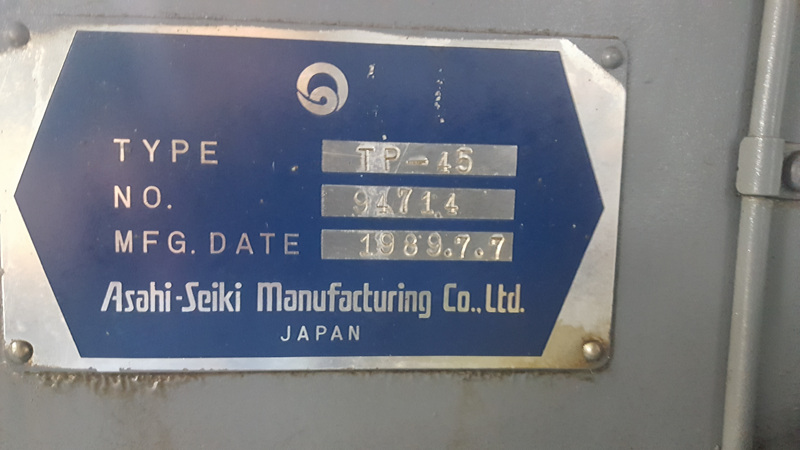 TYPE TP-45
NO. 94714
MFG. DATE 1989.7.7
Asahi-Seiki Manufacturing Co., Ltd.
JAPAN